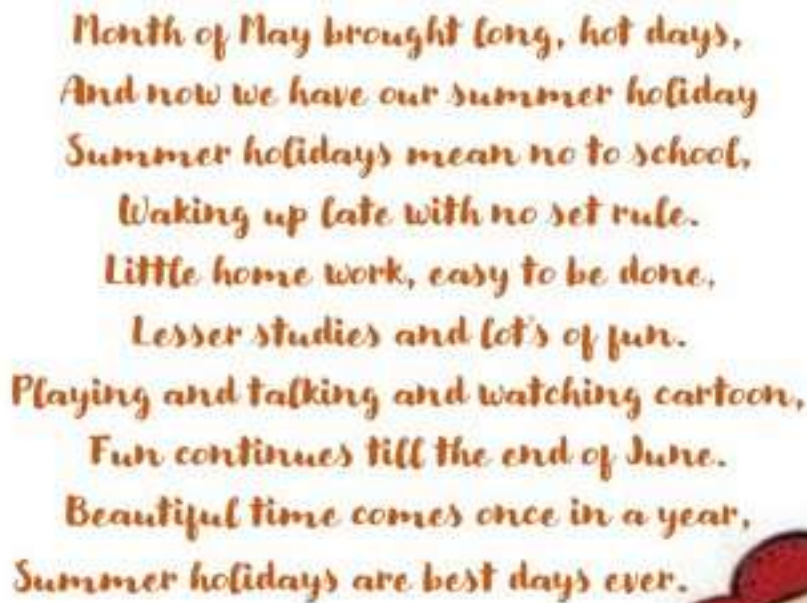 Month of May brought long, hot days,
And now we have our summer holiday
Summer holidays mean no to school,
Waking up late with no set rule.
Little home work, easy to be done,
Lesser studies and lot's of fun.
Playing and talking and watching cartoon,
Fun continues till the end of June.
Beautiful time comes once in a year,
Summer holidays are best days ever.